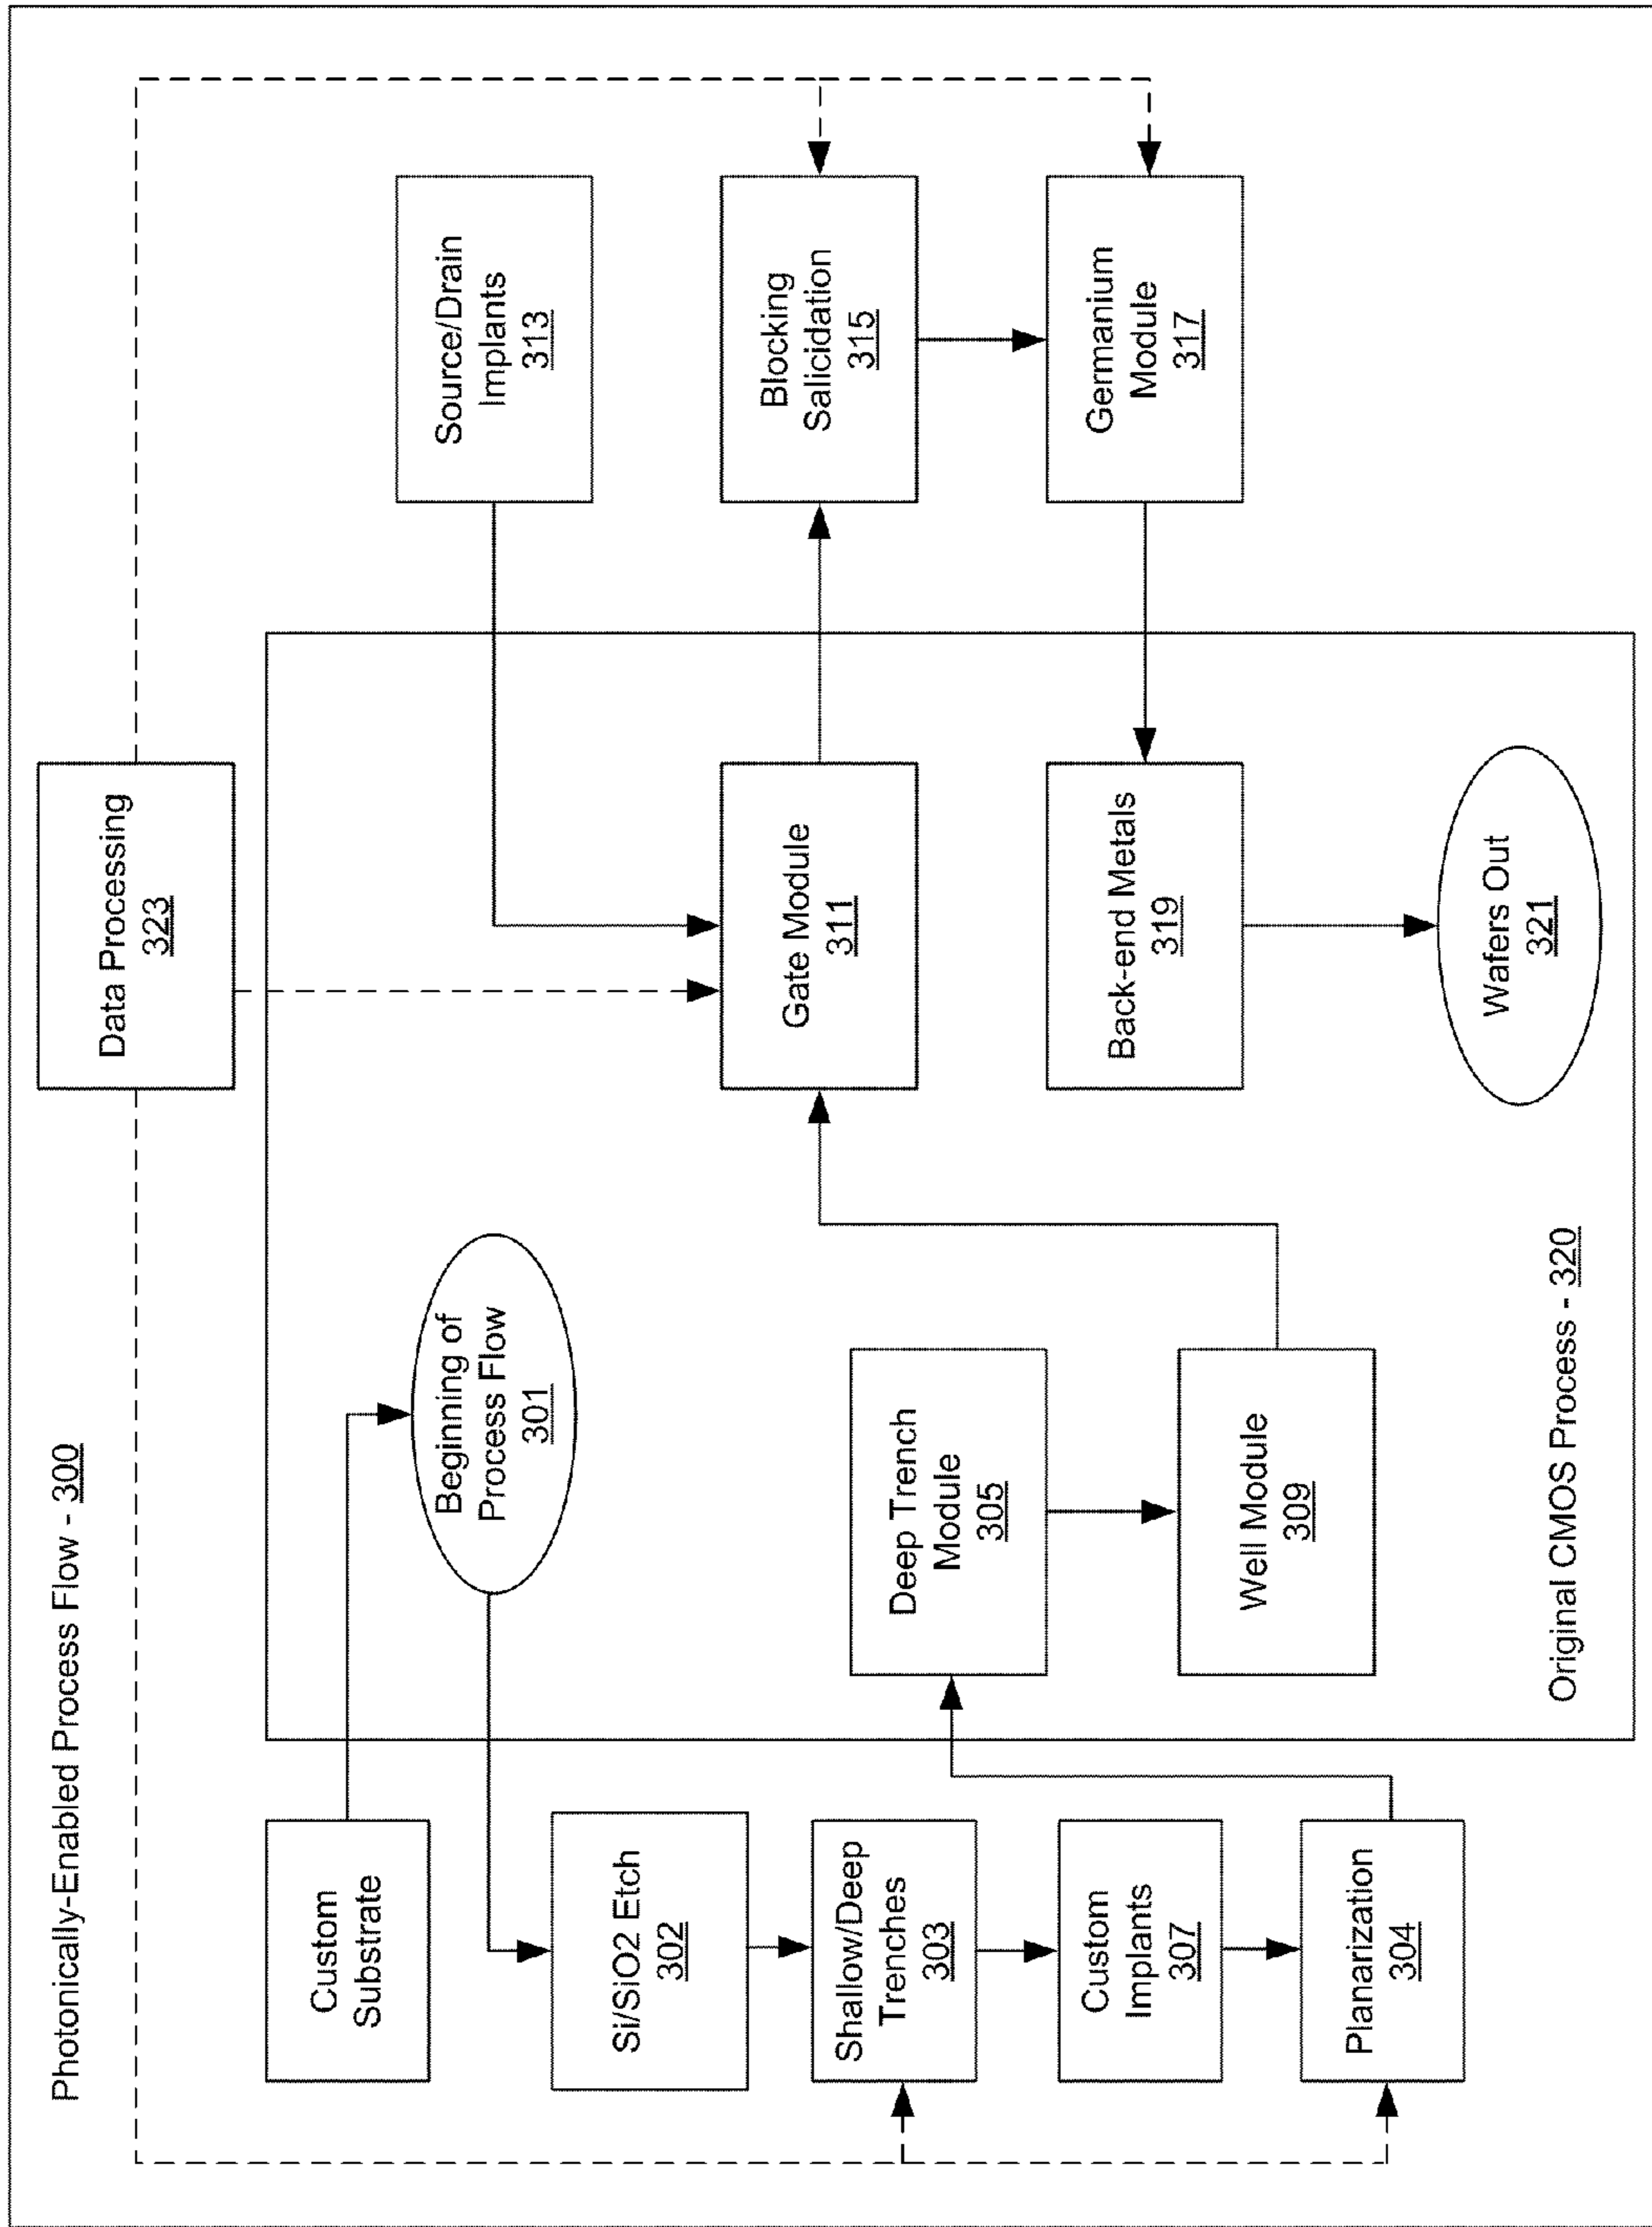 Photonically-Enabled Process Flow - 300
Data Processing
323
Custom
Substrate
Beginning of
Process Flow
301
Source/Drain
Implants
313
Si/SiO2 Etch
302
Shallow/Deep
Trenches
303
Custom
Implants
307
Planarization
304
Deep Trench
Module
305
Well Module
309
Gate Module
311
Blocking
Salicidation
315
Germanium
Module
317
Back-end Metals
319
Wafers Out
321
Original CMOS Process - 320